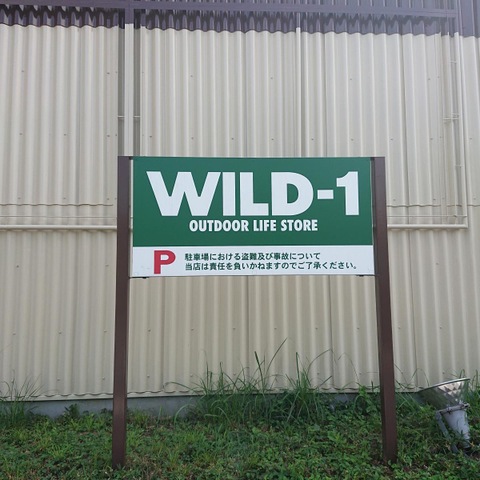 WILD-1
OUTDOOR LIFE STORE
P 駐車場における盗難及び事故について
当店は責任を負いかねますのでご了承ください。